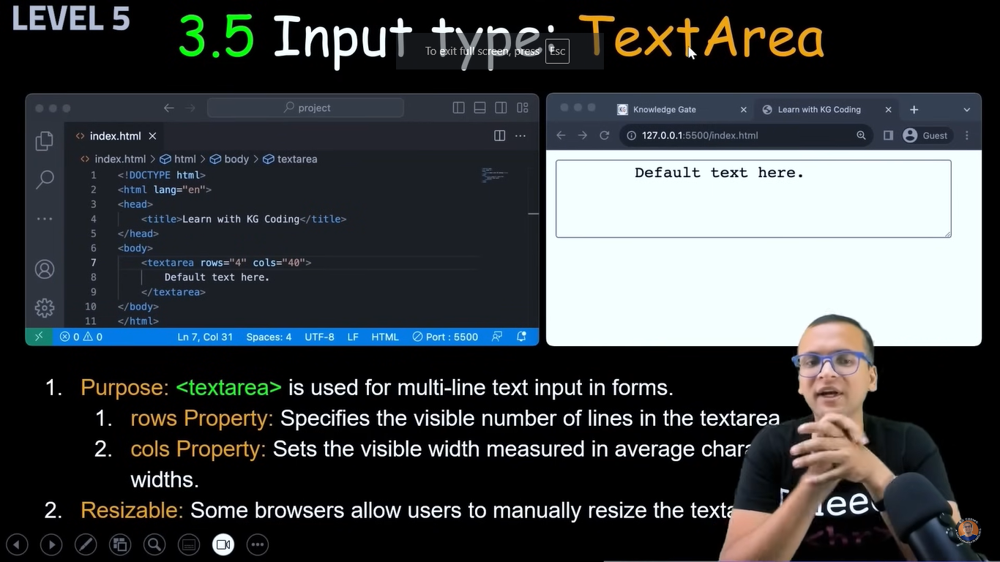 LEVEL 5
3.5 Input type: TextArea
To exit full screen, press Esc
project
index.html
index.html > html > body > textarea
1 <!DOCTYPE html>
2 <html lang="en">
3 <head>
4 <title>Learn with KG Coding</title>
5 </head>
6 <body>
7 <textarea rows="4" cols="40">
8 Default text here.
9 </textarea>
10 </body>
11 </html>
0 0 Ln 7, Col 31 Spaces: 4 UTF-8 LF HTML Port : 5500
KG Knowledge Gate Learn with KG Coding
127.0.0.1:5500/index.html Guest
Default text here.
1. Purpose: <textarea> is used for multi-line text input in forms.
1. rows Property: Specifies the visible number of lines in the textarea
2. cols Property: Sets the visible width measured in average chara
widths.
2. Resizable: Some browsers allow users to manually resize the texta
<hr>